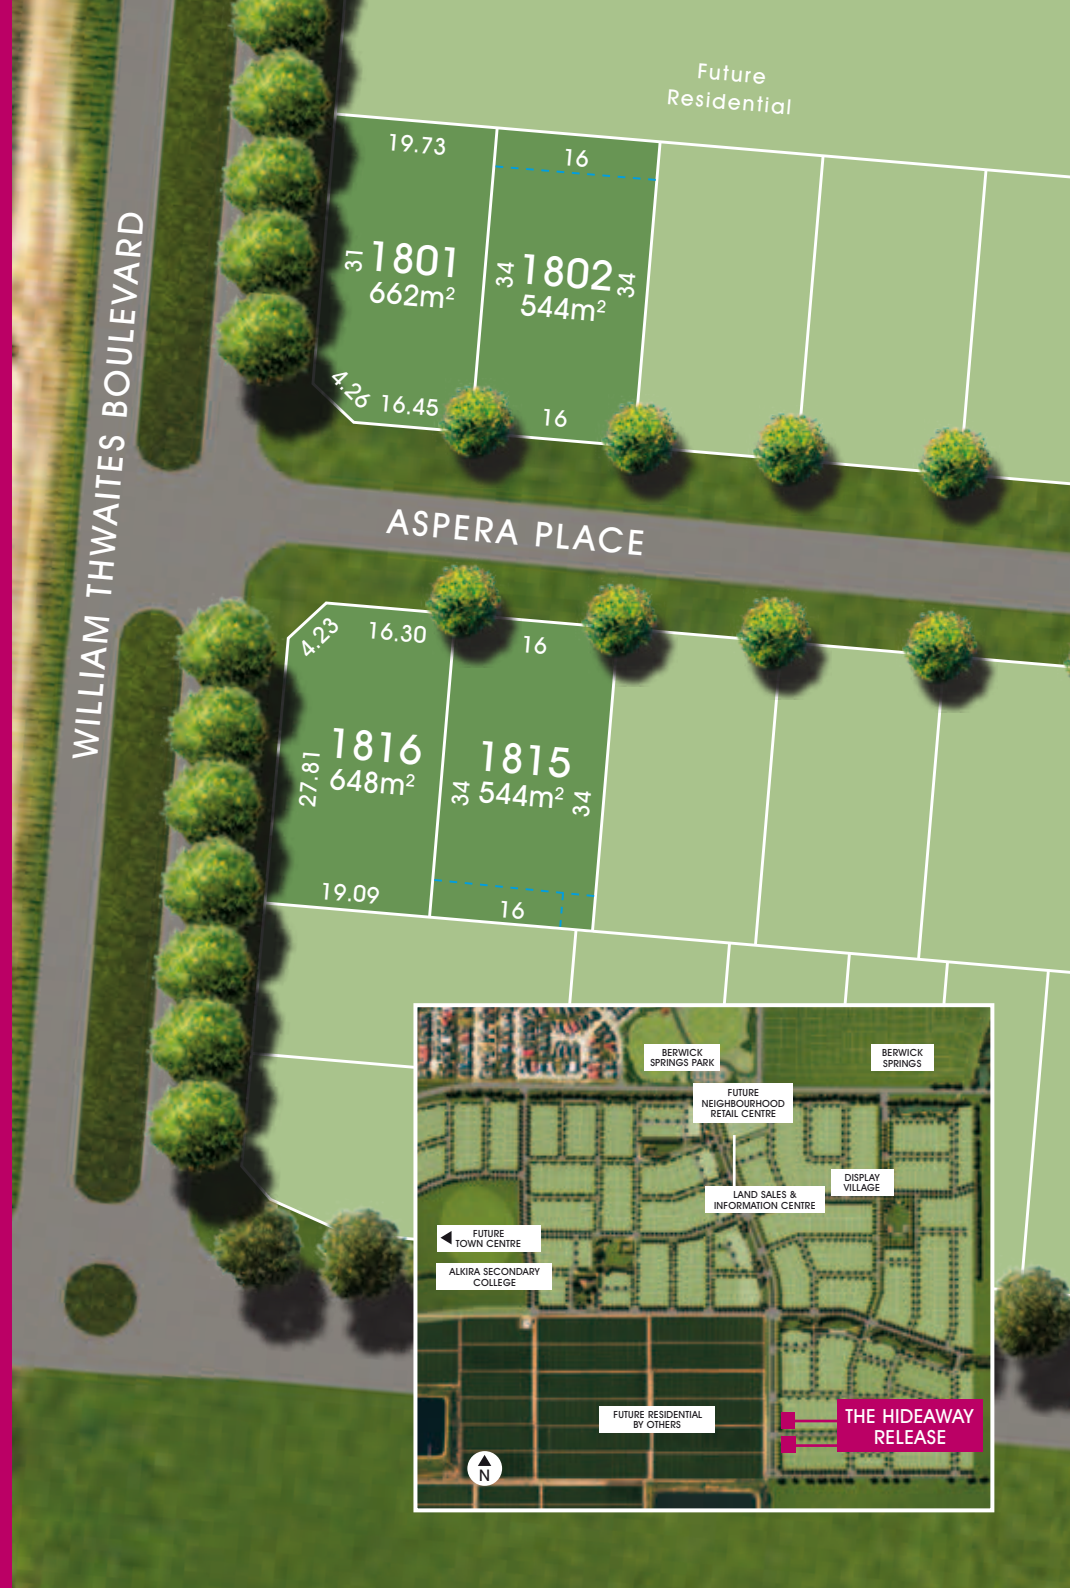 Future
Residential
19.73
16
31
1801
662m²
34
1802
544m²
34
4.26
16.45
16
WILLIAM THWAITES BOULEVARD
ASPERA PLACE
4.23
16.30
16
27.81
1816
648m²
34
1815
544m²
34
19.09
16
BERWICK
SPRINGS PARK
BERWICK
SPRINGS
FUTURE
NEIGHBOURHOOD
RETAIL CENTRE
DISPLAY
VILLAGE
LAND SALES &
INFORMATION CENTRE
FUTURE
TOWN CENTRE
ALKIRA SECONDARY
COLLEGE
FUTURE RESIDENTIAL
BY OTHERS
THE HIDEAWAY
RELEASE
N